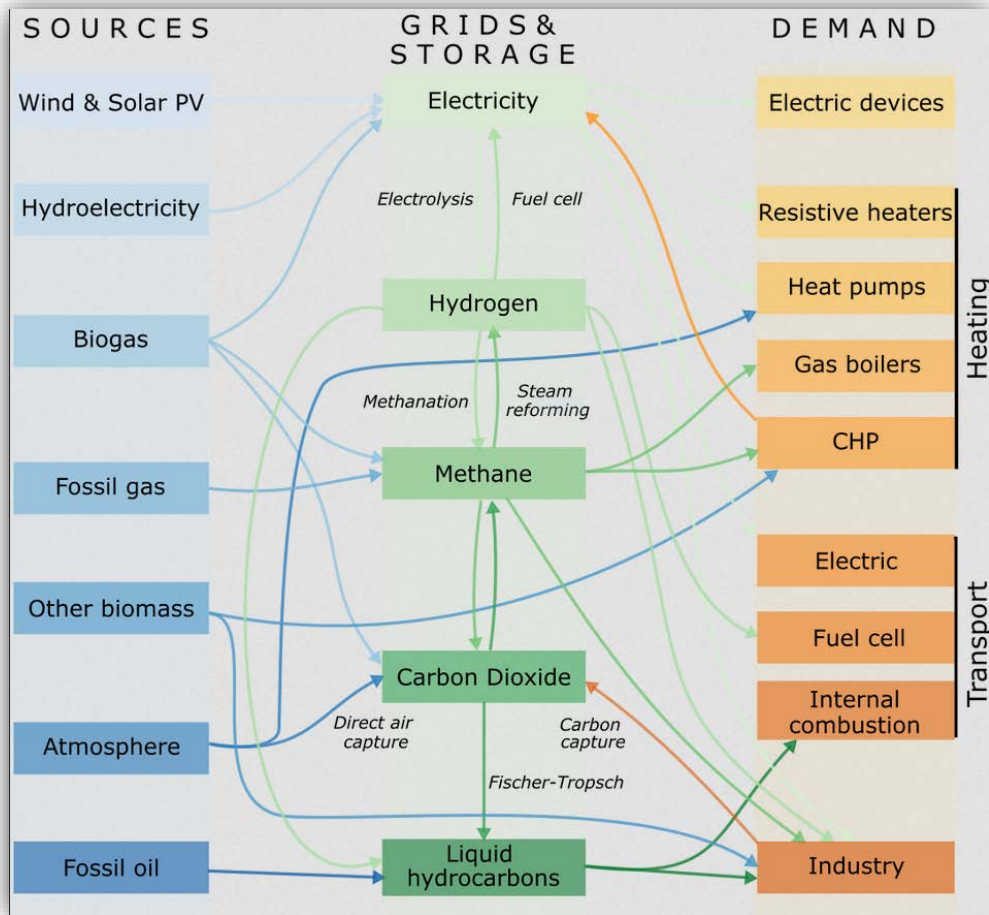 SOURCES
GRIDS &
STORAGE
DEMAND
Wind & Solar PV
Electricity
Electric devices
Hydroelectricity
Electrolysis
Fuel cell
Resistive heaters
Hydrogen
Heat pumps
Biogas
Gas boilers
Heating
Methanation
Steam
reforming
CHP
Fossil gas
Methane
Electric
Other biomass
Fuel cell
Transport
Carbon Dioxide
Internal
combustion
Atmosphere
Direct air
capture
Carbon
capture
Fischer-Tropsch
Fossil oil
Liquid
hydrocarbons
Industry